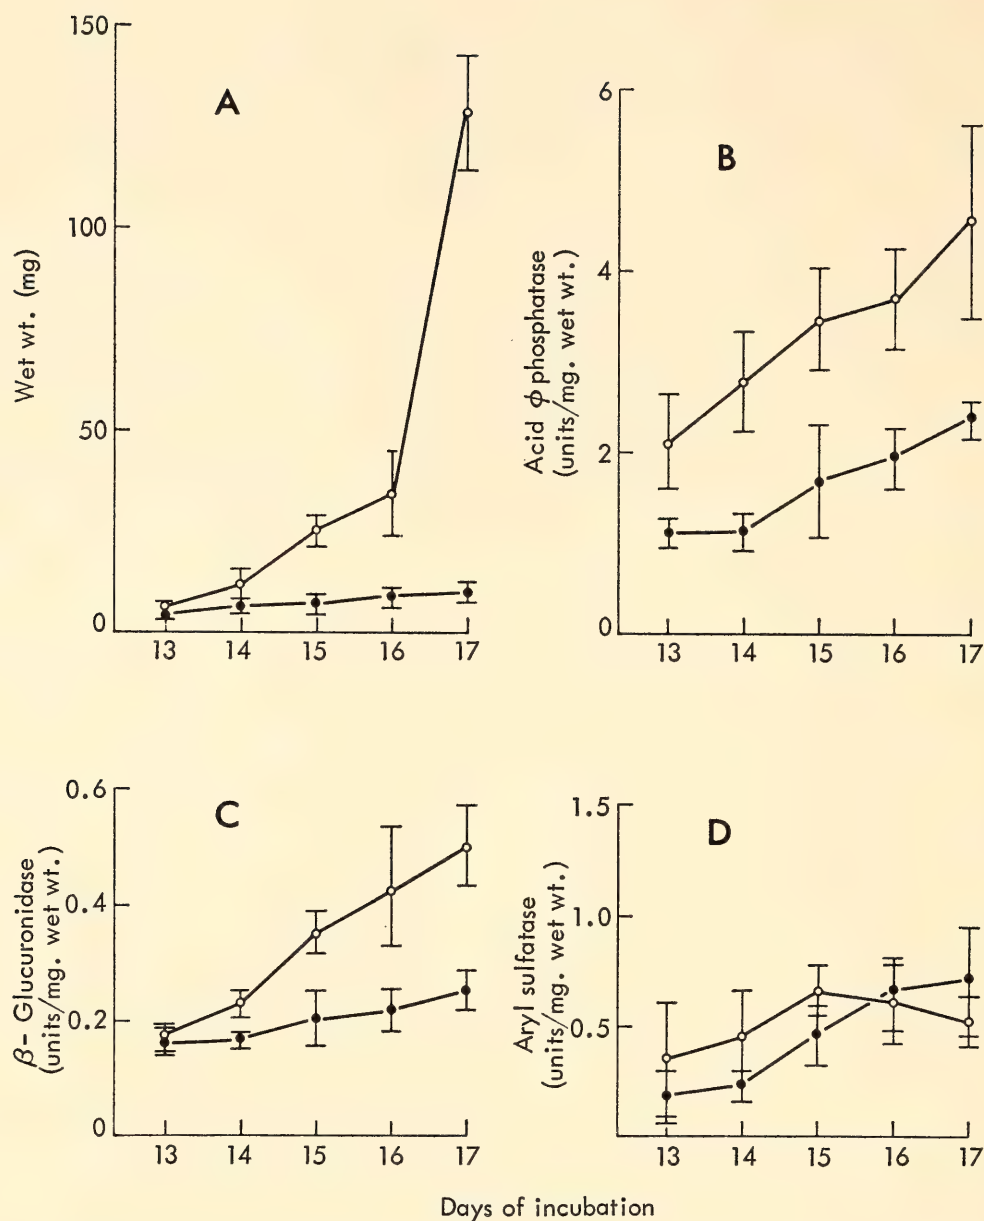 150
100
50
0
Wet wt. (mg)
A
13 14 15 16 17
6
4
2
0
Acid ϕ phosphatase
(units/mg. wet wt.)
B
13 14 15 16 17
0.6
0.4
0.2
0
β- Glucuronidase
(units/mg. wet wt.)
C
13 14 15 16 17
1.5
1.0
0.5
Aryl sulfatase
(units/mg. wet wt.)
D
13 14 15 16 17
Days of incubation